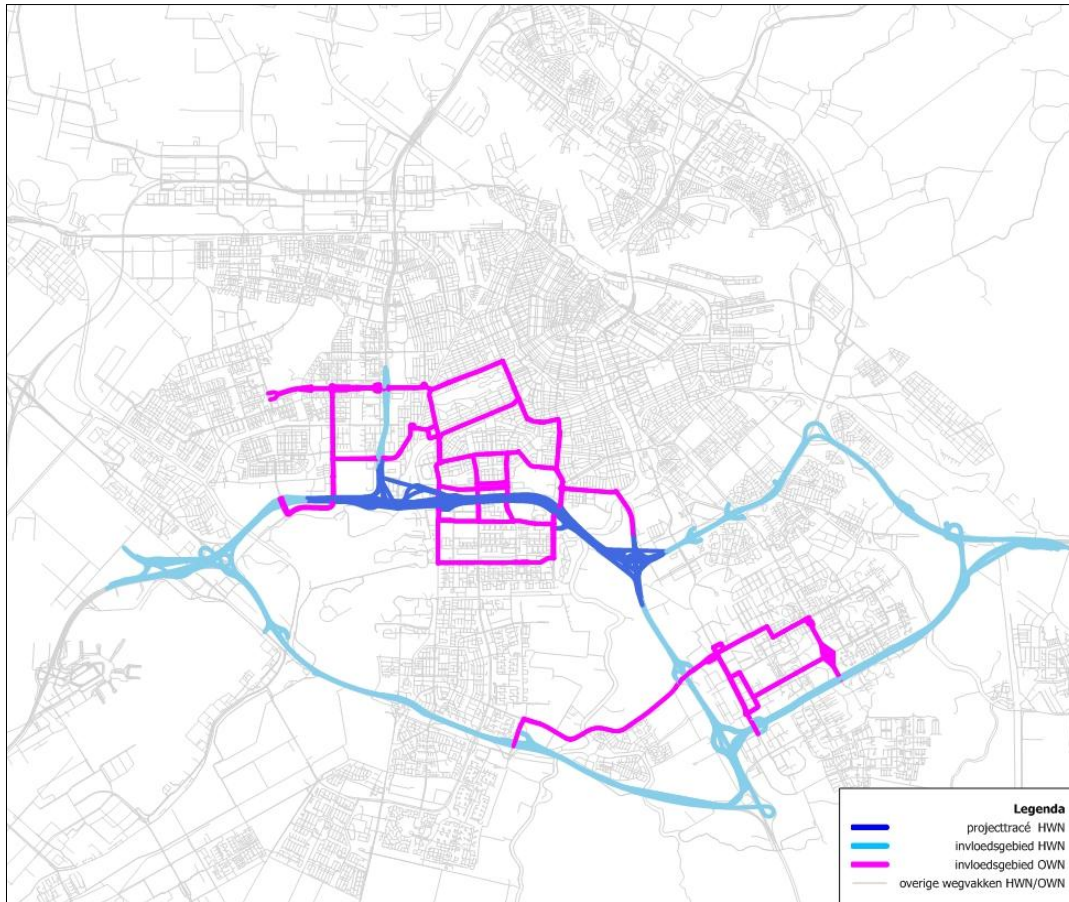 Legenda
projecttracé HWN
invloedsgebied HWN
invloedsgebied OWN
overige wegvakken HWN/OWN